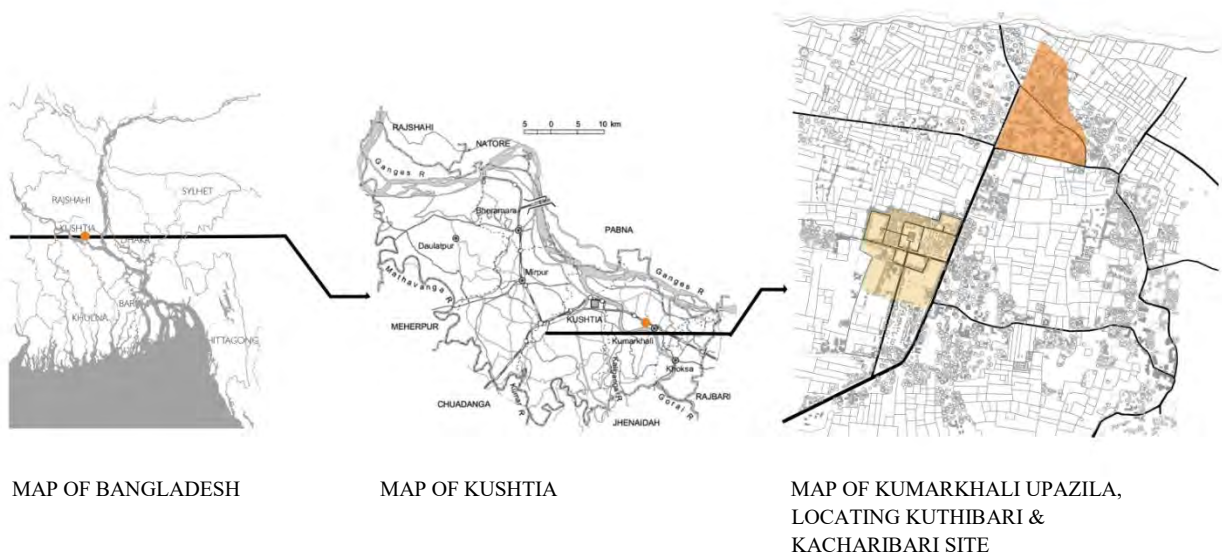 RAJSHAHI
SYLHET
KUSHTIA
DHAKA
KHULNA
HITTAGONG
5 0 5 10 km
RAJSHAHI
NATORE
Ganges R
Bheramara
PABNA
Daulatpur
Mathavanga R
Mirpur
Ganges R
MEHERPUR
KUSHTIA
Kumarkhali
Khoksa
CHUADANGA
Kumar R
RAJBARI
Gorai R
JHENAIDAH
MAP OF BANGLADESH
MAP OF KUSHTIA
MAP OF KUMARKHALI UPAZILA,
LOCATING KUTHIBARI &
KACHARIBARI SITE